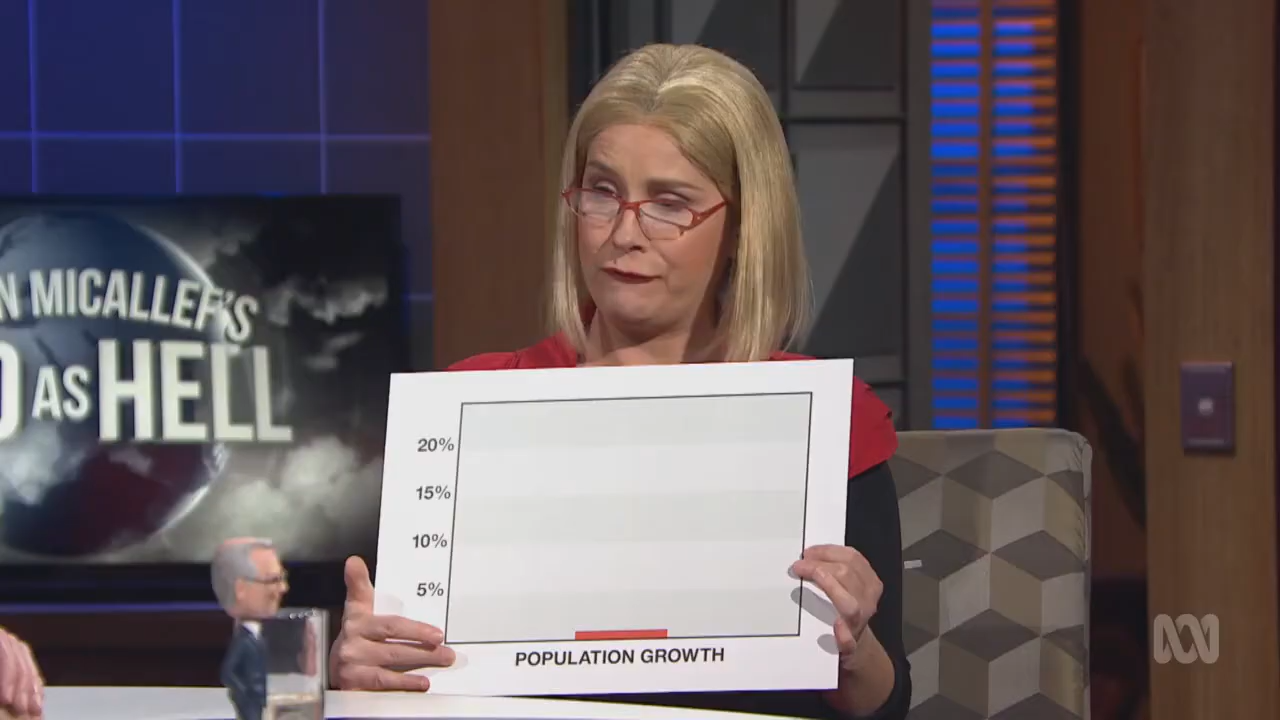 N MICALLEF'S
D AS HELL
20%
15%
10%
5%
POPULATION GROWTH